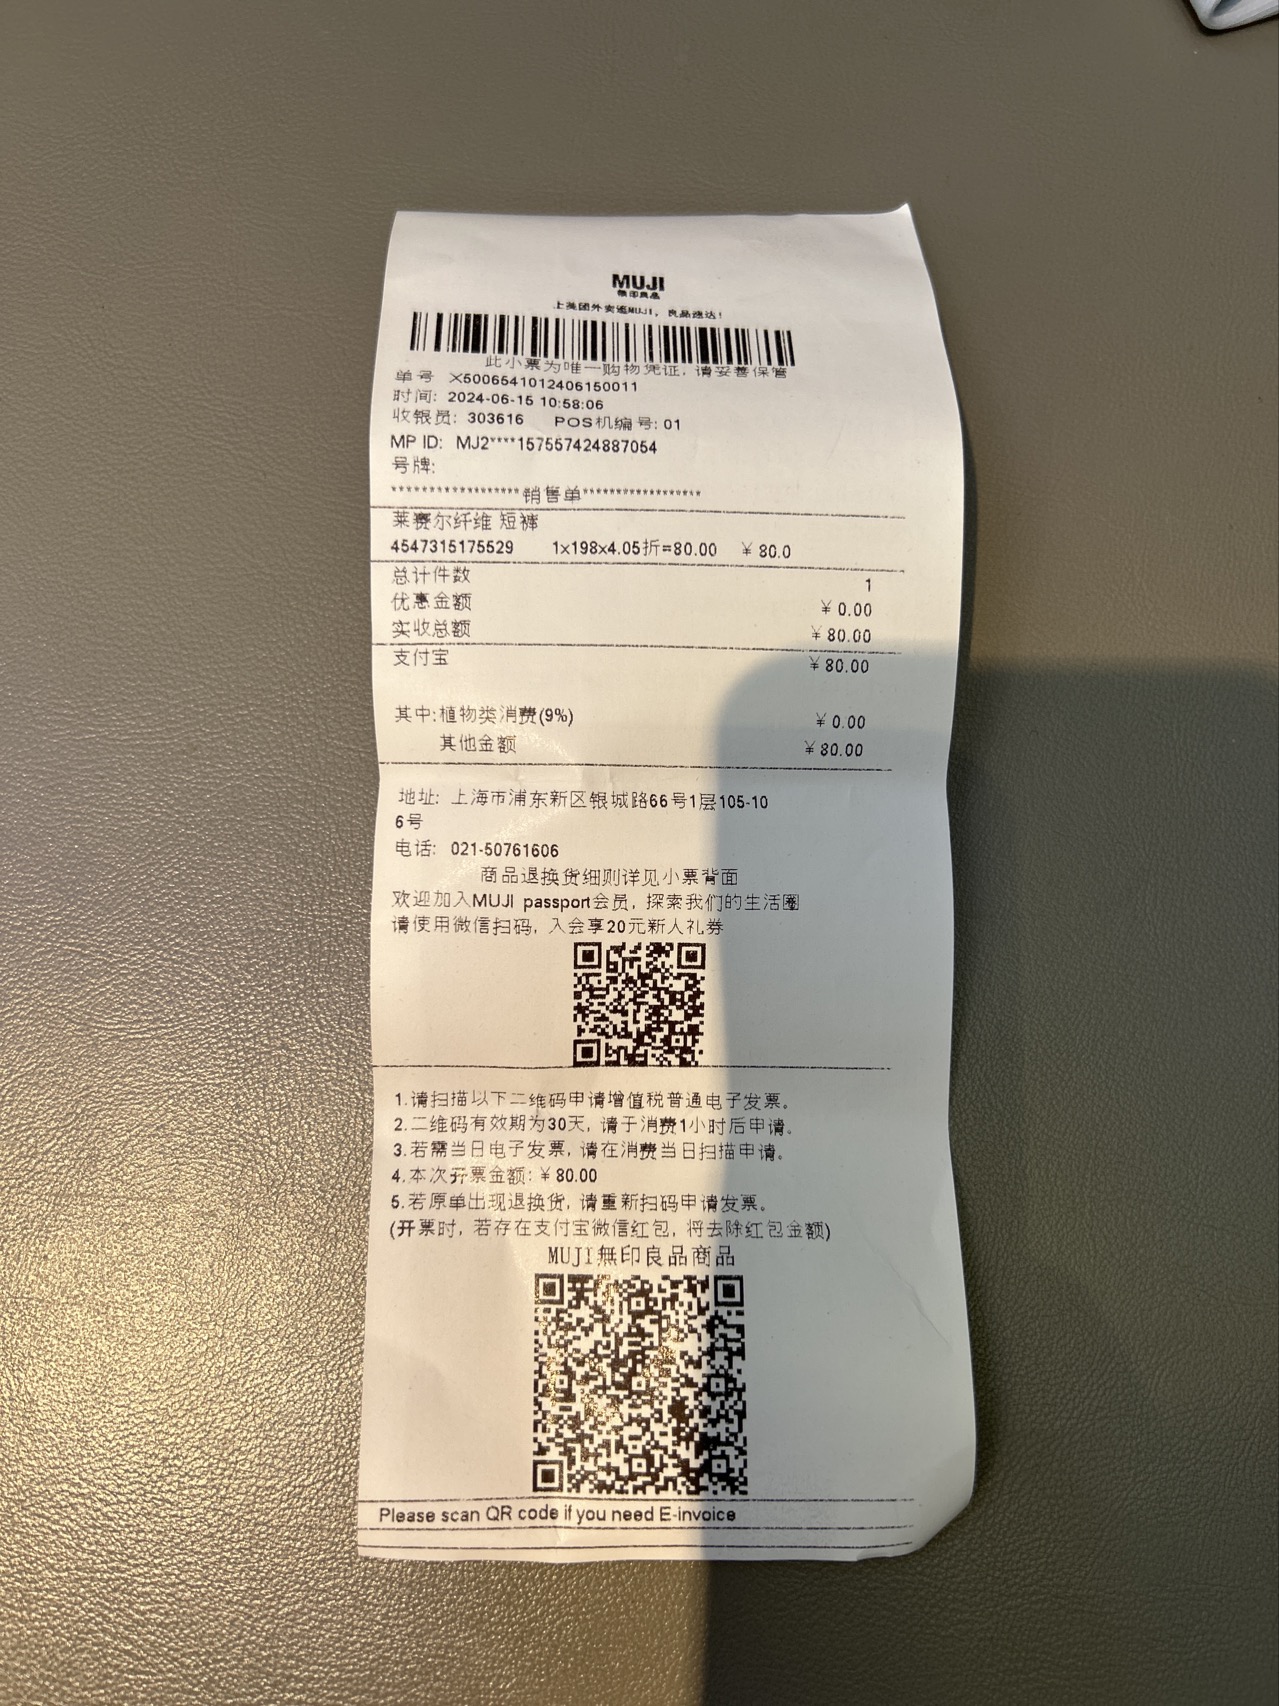 MUJI
無印良品
上美团外卖逛MUJI，良品速达！
此小票为唯一购物凭证，请妥善保管
单号 X5006541012406150011
时间: 2024-06-15 10:58:06
收银员: 303616 POS机编号: 01
MP ID: MJ2****157557424887054
号牌:
******************销售单******************
莱赛尔纤维 短裤
4547315175529 1x198x4.05折=80.00 ￥80.0
总计件数 1
优惠金额 ￥0.00
实收总额 ￥80.00
支付宝 ￥80.00
其中:植物类消费(9%) ￥0.00
其他金额 ￥80.00
地址: 上海市浦东新区银城路66号1层105-10
6号
电话: 021-50761606
商品退换货细则详见小票背面
欢迎加入MUJI passport会员，探索我们的生活圈
请使用微信扫码，入会享20元新人礼券
1.请扫描以下二维码申请增值税普通电子发票。
2.二维码有效期为30天，请于消费1小时后申请。
3.若需当日电子发票，请在消费当日扫描申请。
4.本次开票金额:￥80.00
5.若原单出现退换货，请重新扫码申请发票。
(开票时，若存在支付宝微信红包，将去除红包金额)
MUJI無印良品商品
Please scan QR code if you need E-invoice